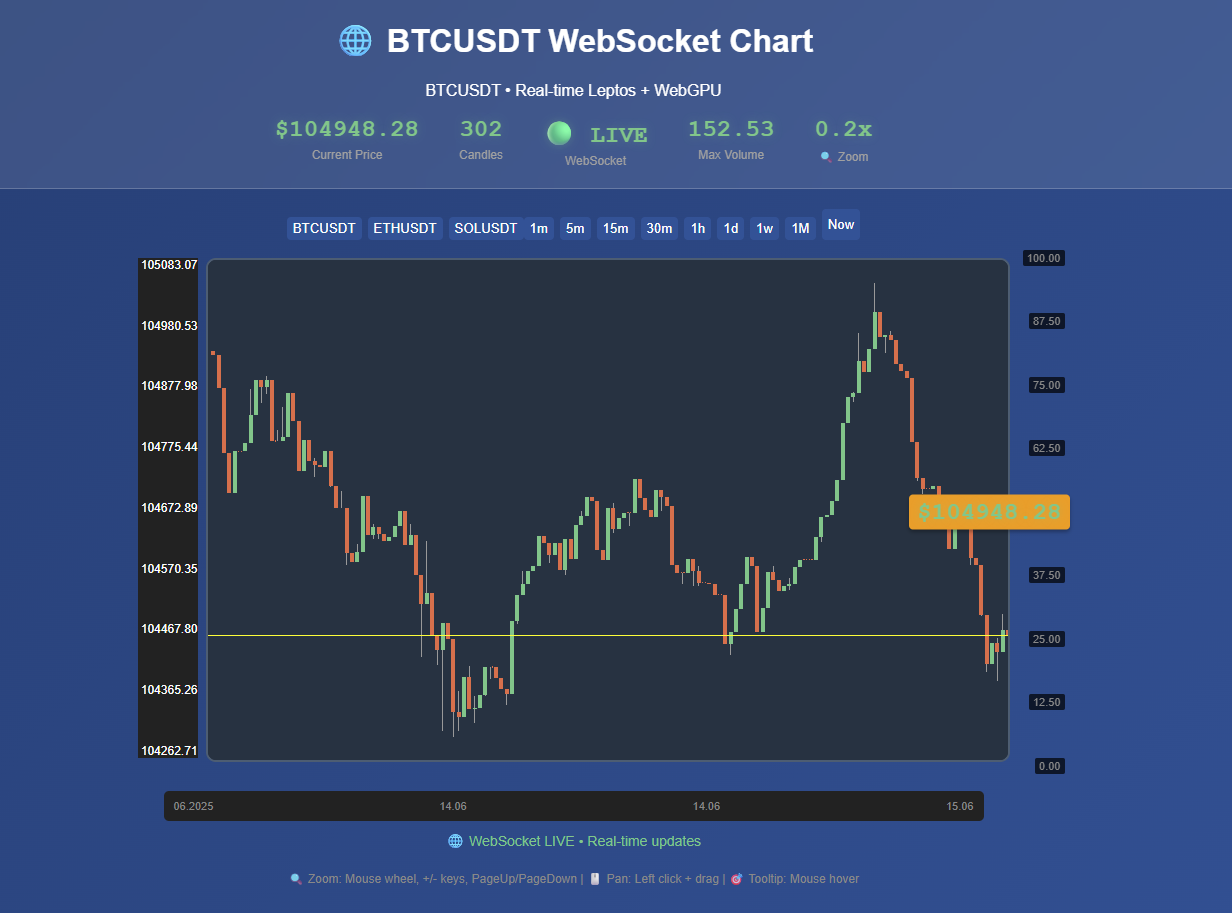 BTCUSDT WebSocket Chart
BTCUSDT • Real-time Leptos + WebGPU
$104948.28 302 LIVE 152.53 0.2x
Current Price Candles WebSocket Max Volume Zoom
BTCUSDT ETHUSDT SOLUSDT 1m 5m 15m 30m 1h 1d 1w 1M Now
105083.07 100.00
104980.53 87.50
104877.98 75.00
104775.44 62.50
104672.89 $104948.28
104570.35 37.50
104467.80 25.00
104365.26 12.50
104262.71 0.00
06.2025 14.06 14.06 15.06
WebSocket LIVE • Real-time updates
Zoom: Mouse wheel, +/- keys, PageUp/PageDown | Pan: Left click + drag | Tooltip: Mouse hover